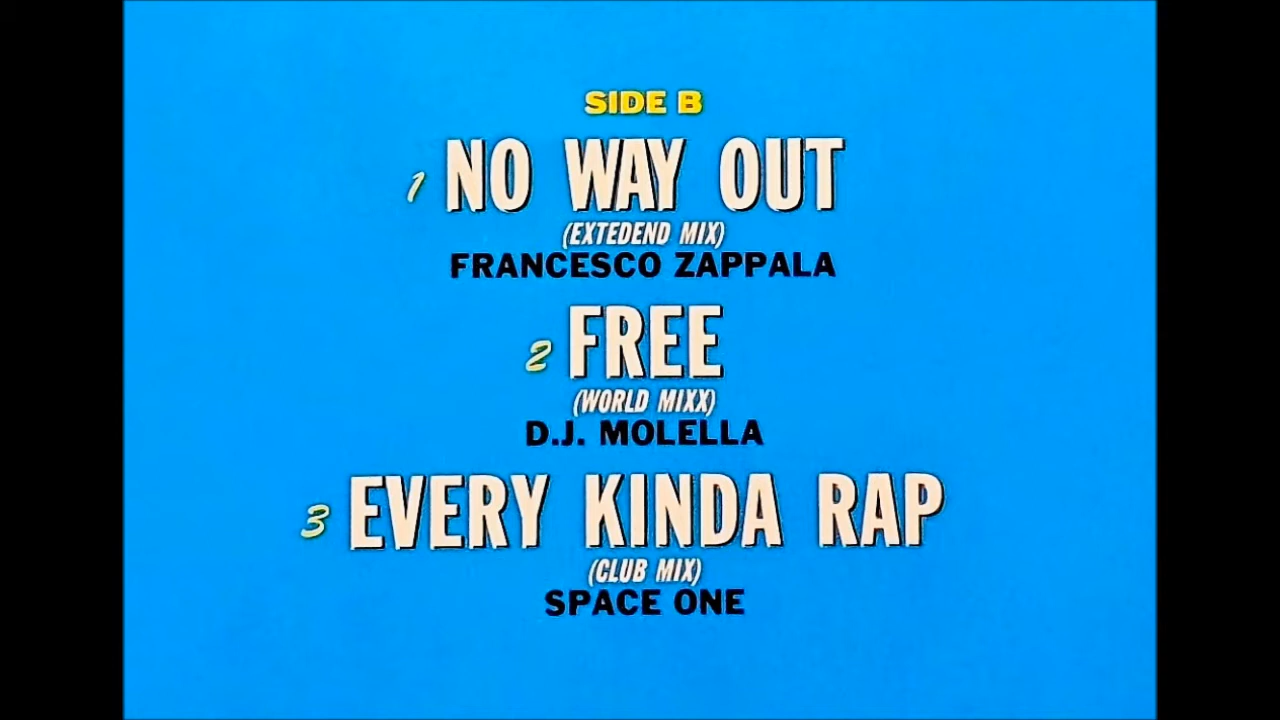 SIDE B
1 NO WAY OUT
(EXTEDEND MIX)
FRANCESCO ZAPPALA
2 FREE
(WORLD MIXX)
D.J. MOLELLA
3 EVERY KINDA RAP
(CLUB MIX)
SPACE ONE